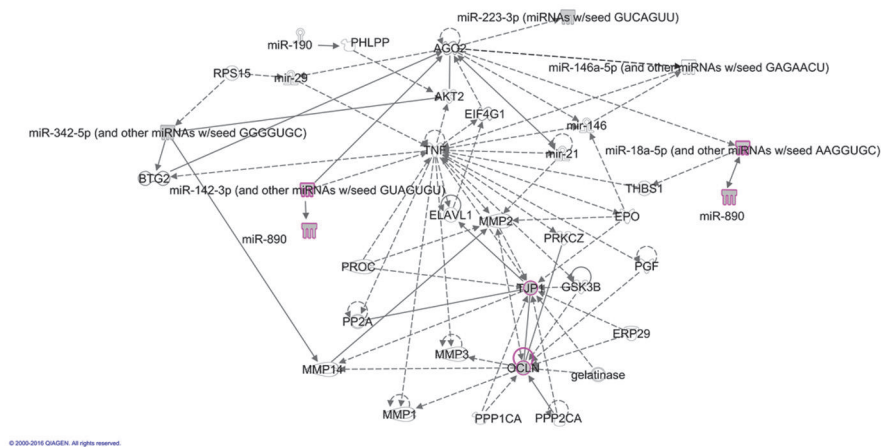 miR-223-3p (miRNAs w/seed GUCAGUU)
miR-190
PHLPP
AGO2
miR-146a-5p (and other miRNAs w/seed GAGAACU)
RPS15
mir-29
AKT2
EIF4G1
mir-146
miR-342-5p (and other miRNAs w/seed GGGGUGC)
TNF
mir-21
miR-18a-5p (and other miRNAs w/seed AAGGUGC)
BTG2
miR-142-3p (and other miRNAs w/seed GUAGUGU)
THBS1
miR-890
ELAVL1
MMP2
EPO
miR-890
PRKCZ
PROC
PGF
TJP1
GSK3B
PP2A
ERP29
MMP3
MMP14
OCLN
gelatinase
MMP1
PPP1CA
PPP2CA
© 2000-2016 QIAGEN. All rights reserved.